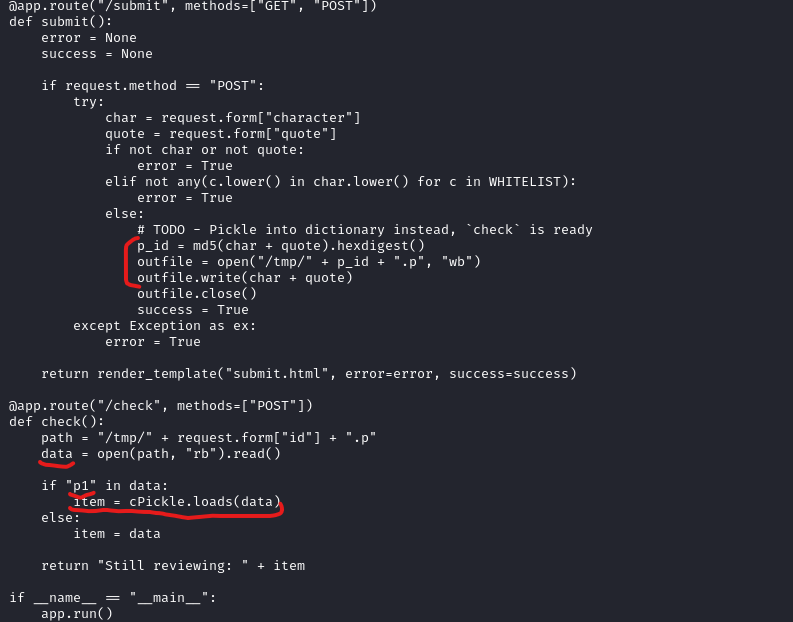 @app.route("/submit", methods=["GET", "POST"])
def submit():
    error = None
    success = None

    if request.method == "POST":
        try:
            char = request.form["character"]
            quote = request.form["quote"]
            if not char or not quote:
                error = True
            elif not any(c.lower() in char.lower() for c in WHITELIST):
                error = True
            else:
                # TODO - Pickle into dictionary instead, `check` is ready
                p_id = md5(char + quote).hexdigest()
                outfile = open("/tmp/" + p_id + ".p", "wb")
                outfile.write(char + quote)
                outfile.close()
                success = True
        except Exception as ex:
            error = True

    return render_template("submit.html", error=error, success=success)

@app.route("/check", methods=["POST"])
def check():
    path = "/tmp/" + request.form["id"] + ".p"
    data = open(path, "rb").read()

    if "p1" in data:
        item = cPickle.loads(data)
    else:
        item = data

    return "Still reviewing: " + item

if __name__ == "__main__":
    app.run()